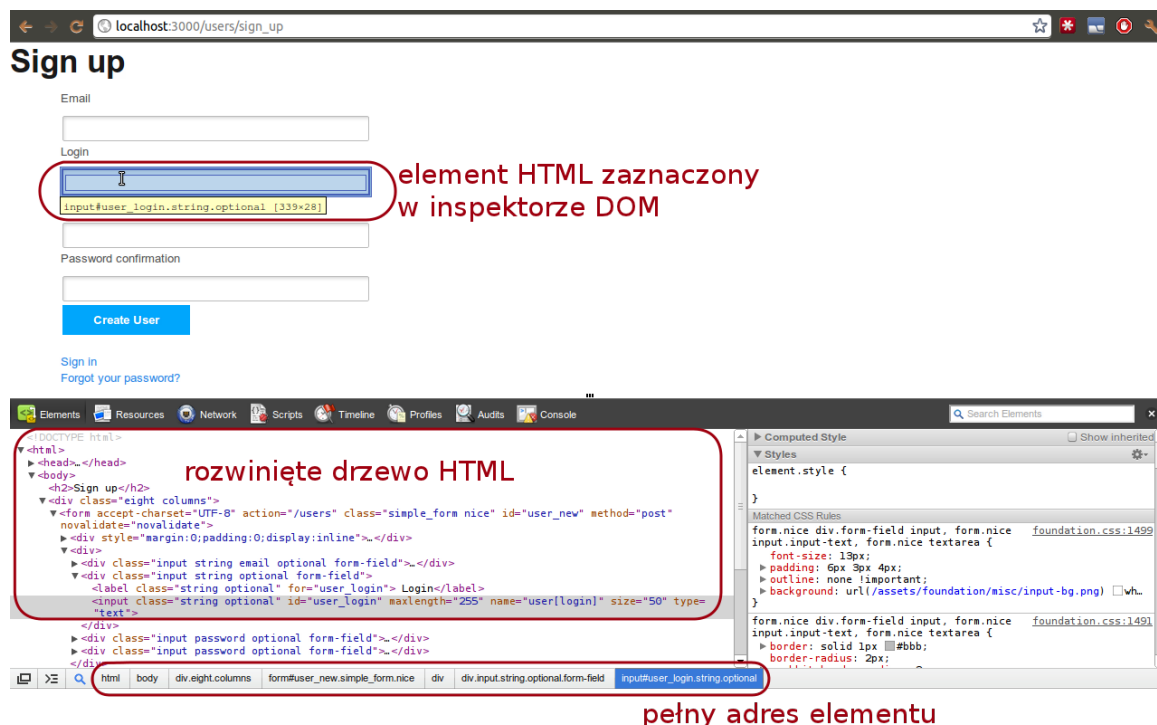 localhost:3000/users/sign_up
Sign up
Email
Login
input#user_login.string.optional [339×28]
element HTML zaznaczony
w inspektorze DOM
Password confirmation
Create User
Sign in
Forgot your password?
Elements Resources Network Scripts Timeline Profiles Audits Console Search Elements
<!DOCTYPE html>
<html>
<head>…</head>
<body>
<h2>Sign up</h2>
<div class="eight columns">
<form accept-charset="UTF-8" action="/users" class="simple_form nice" id="user_new" method="post"
novalidate="novalidate">
<div style="margin:0;padding:0;display:inline">…</div>
<div>
<div class="input string email optional form-field">…</div>
<div class="input string optional form-field">
<label class="string optional" for="user_login"> Login</label>
<input class="string optional" id="user_login" maxlength="255" name="user[login]" size="50" type=
"text">
</div>
<div class="input password optional form-field">…</div>
<div class="input password optional form-field">…</div>
</div>
rozwinięte drzewo HTML
Computed Style Show inherited
Styles
element.style {
}
Matched CSS Rules
form.nice div.form-field input, form.nice foundation.css:1499
input.input-text, form.nice textarea {
font-size: 13px;
padding: 6px 3px 4px;
outline: none !important;
background: url(/assets/foundation/misc/input-bg.png) wh…
}
form.nice div.form-field input, form.nice foundation.css:1491
input.input-text, form.nice textarea {
border: solid 1px #bbb;
border-radius: 2px;
html body div.eight.columns form#user_new.simple_form.nice div div.input.string.optional.form-field input#user_login.string.optional
pełny adres elementu